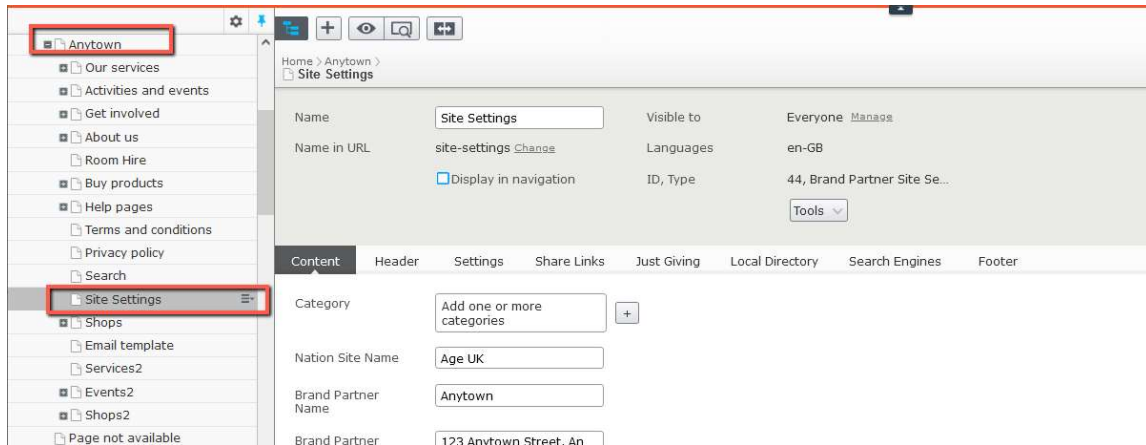 Anytown
Our services
Activities and events
Get involved
About us
Room Hire
Buy products
Help pages
Terms and conditions
Privacy policy
Search
Site Settings
Shops
Email template
Services2
Events2
Shops2
Page not available
Home > Anytown >
Site Settings
Name Site Settings Visible to Everyone Manage
Name in URL site-settings Change Languages en-GB
Display in navigation ID, Type 44, Brand Partner Site Se...
Tools
Content Header Settings Share Links Just Giving Local Directory Search Engines Footer
Category Add one or more categories +
Nation Site Name Age UK
Brand Partner Name Anytown
Brand Partner 123 Anytown Street, An